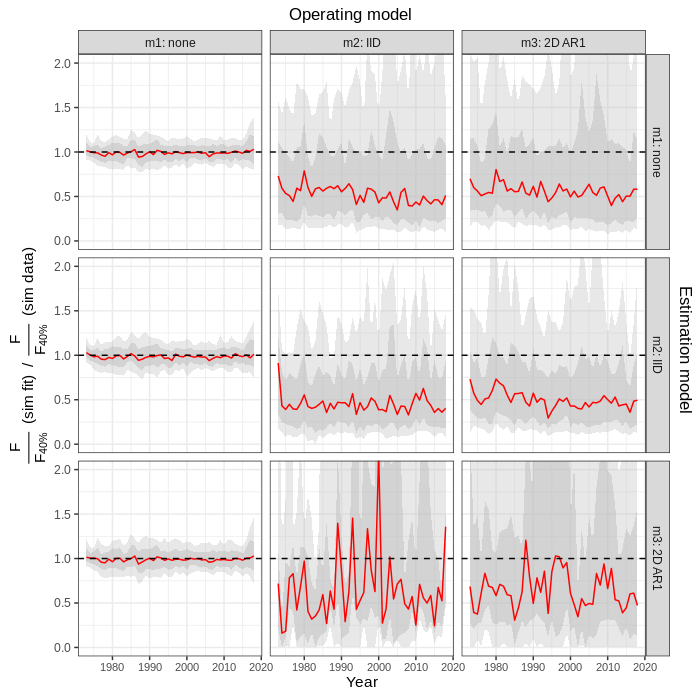 Operating model
m1: none
m2: IID
m3: 2D AR1
2.0
1.5
1.0
0.5
0.0
m1: none
2.0
1.5
1.0
0.5
0.0
m2: IID
2.0
1.5
1.0
0.5
0.0
m3: 2D AR1
F
F40%
(sim fit) /
F
F40%
(sim data)
Estimation model
1980 1990 2000 2010 2020
1980 1990 2000 2010 2020
1980 1990 2000 2010 2020
Year